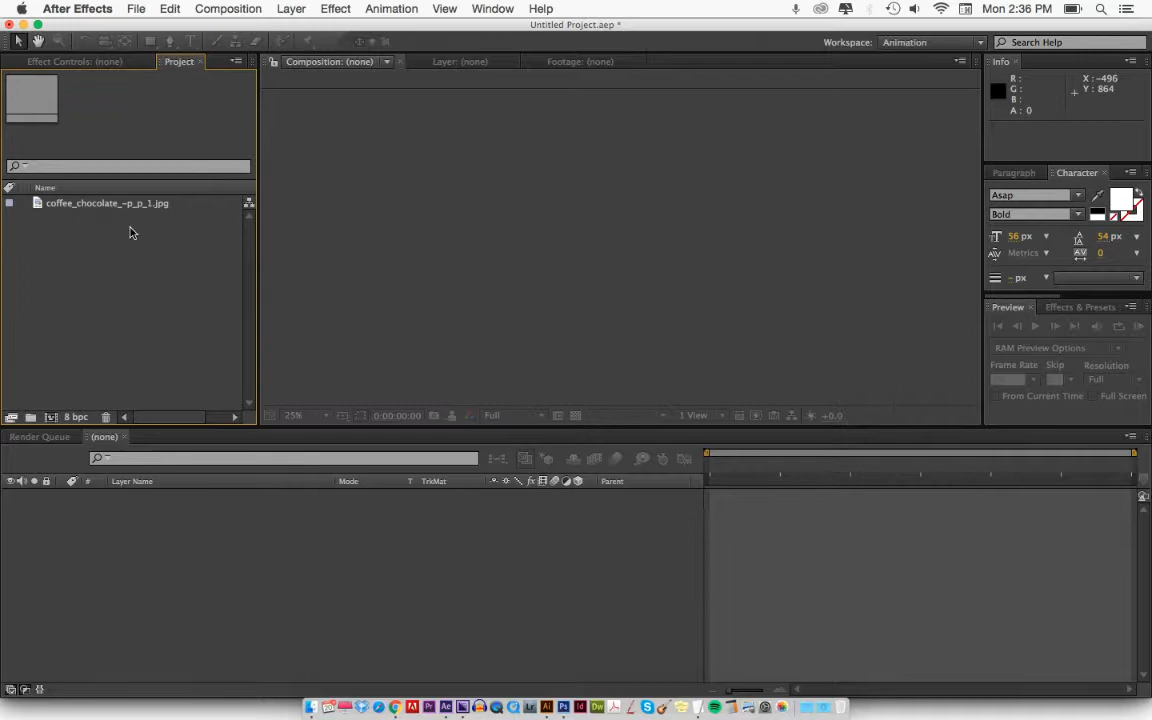 After Effects File Edit Composition Layer Effect Animation View Window Help Mon 2:36 PM
Untitled Project.aep *
Workspace: Animation Search Help
Effect Controls: (none) Project Composition: (none) Layer: (none) Footage: (none) Info
R: X: -496
G: Y: 864
B:
A: 0
Paragraph Character
Name
Asap
coffee_chocolate_-p_p_1.jpg
Bold
56 px 54 px
Metrics 0
- px
Preview Effects & Presets
RAM Preview Options
Frame Rate Skip Resolution
Full
From Current Time Full Screen
8 bpc 25% 0:00:00:00 Full 1 View +0.0
Render Queue (none)
# Layer Name Mode T TrkMat fx Parent